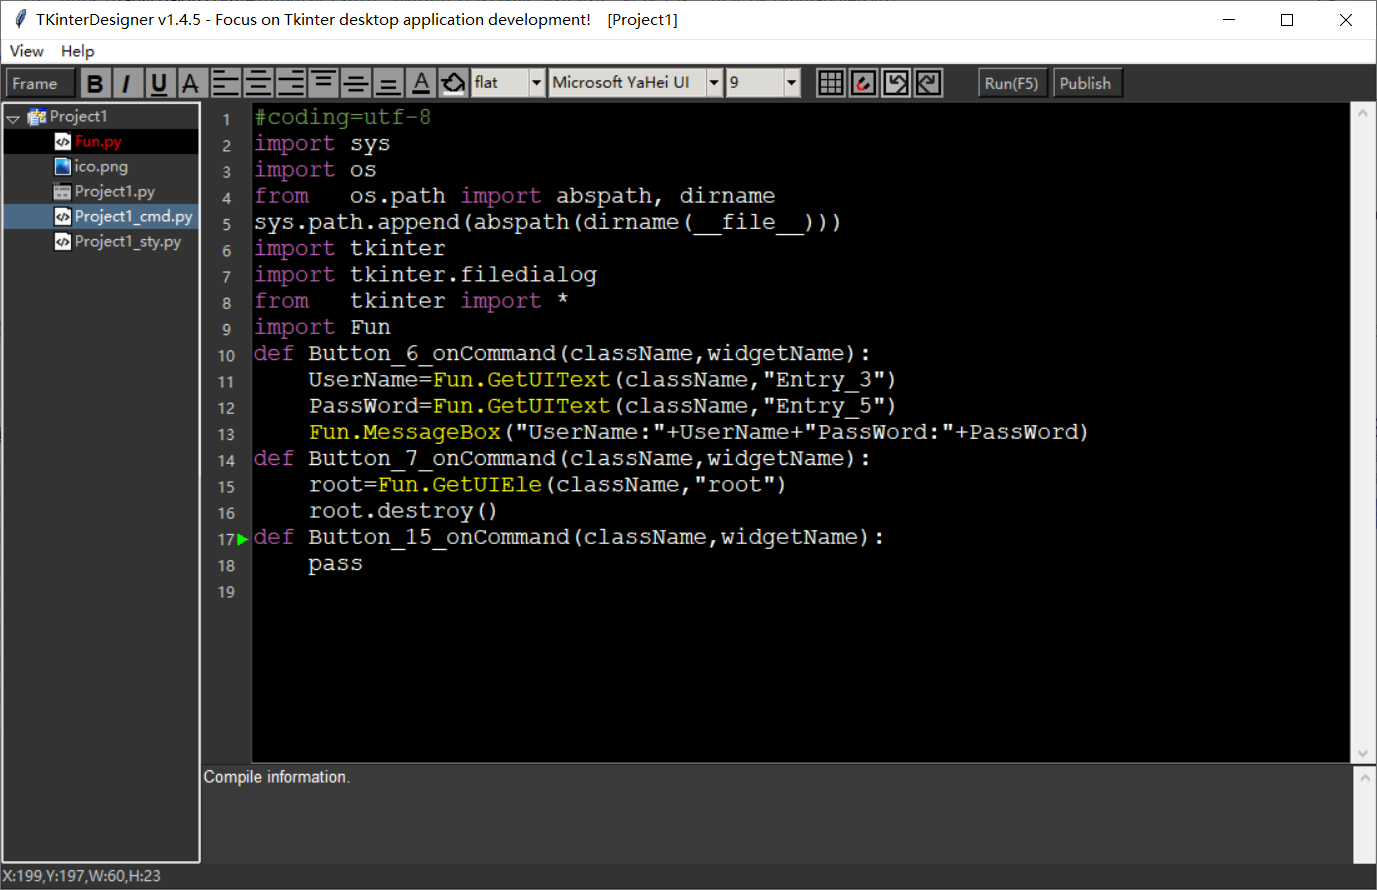 TKinterDesigner v1.4.5 - Focus on Tkinter desktop application development!   [Project1]
View Help
Frame B I U A A flat Microsoft YaHei UI 9 Run(F5) Publish
Project1
Fun.py
ico.png
Project1.py
Project1_cmd.py
Project1_sty.py
1 #coding=utf-8
2 import sys
3 import os
4 from   os.path import abspath, dirname
5 sys.path.append(abspath(dirname(__file__)))
6 import tkinter
7 import tkinter.filedialog
8 from   tkinter import *
9 import Fun
10 def Button_6_onCommand(className,widgetName):
11     UserName=Fun.GetUIText(className,"Entry_3")
12     PassWord=Fun.GetUIText(className,"Entry_5")
13     Fun.MessageBox("UserName:"+UserName+"PassWord:"+PassWord)
14 def Button_7_onCommand(className,widgetName):
15     root=Fun.GetUIEle(className,"root")
16     root.destroy()
17 def Button_15_onCommand(className,widgetName):
18     pass
19
Compile information.
X:199,Y:197,W:60,H:23